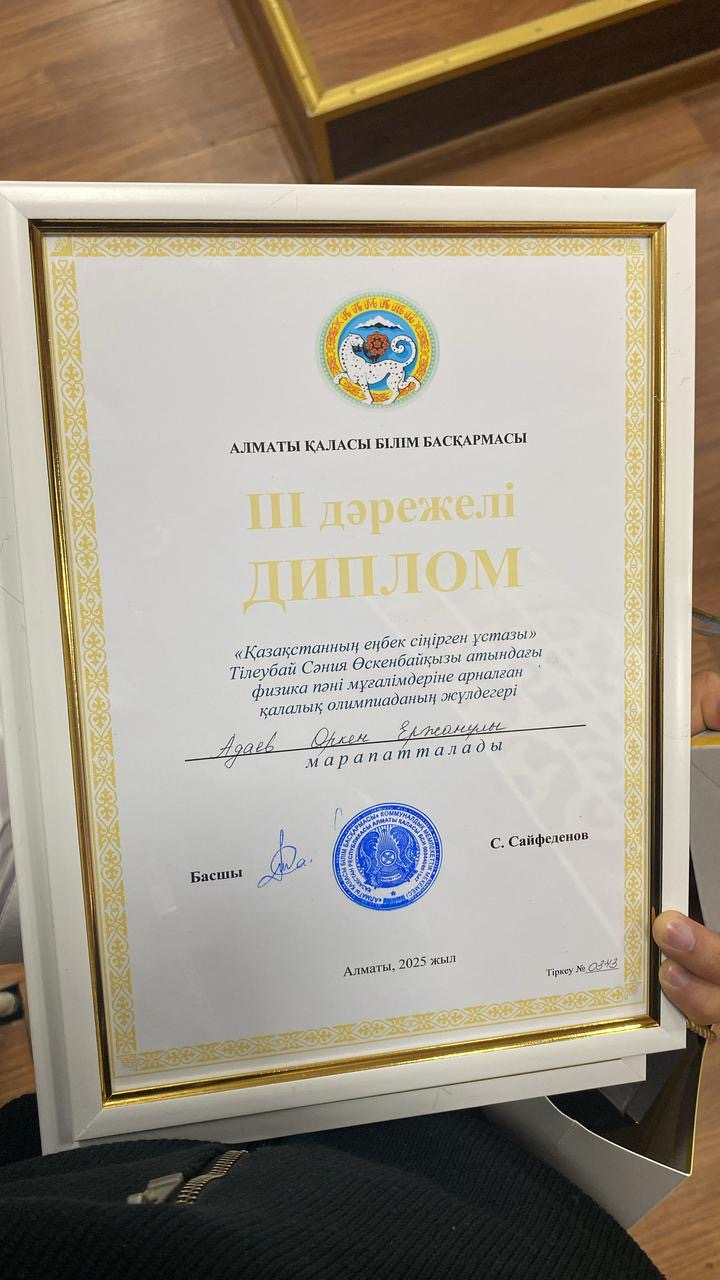 АЛМАТЫ ҚАЛАСЫ БІЛІМ БАСҚАРМАСЫ
ІІІ дәрежелі
ДИПЛОМ
«Қазақстанның еңбек сіңірген ұстазы»
Тілеубай Сәния Өскенбайқызы атындағы
физика пәні мұғалімдеріне арналған
қалалық олимпиаданың жүлдегері
Адаев Өркен Ержанұлы
марапатталады
Басшы
С. Сайфеденов
Алматы, 2025 жыл
Тіркеу № 0343